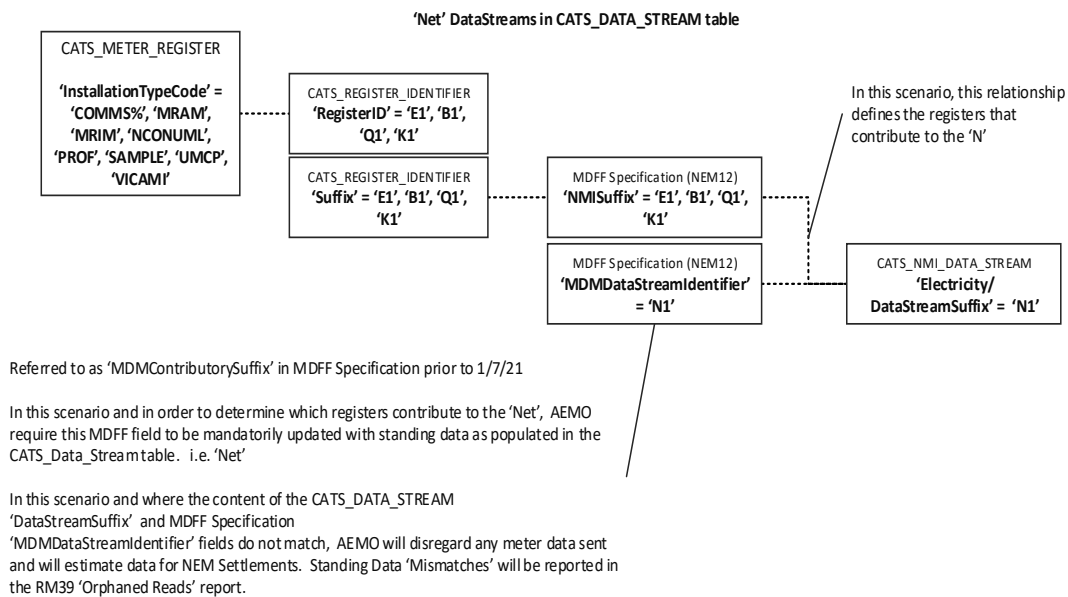 ‘Net’ DataStreams in CATS_DATA_STREAM table
CATS_METER_REGISTER
‘InstallationTypeCode’ =
‘COMMS%’, ‘MRAM’,
‘MRIM’, ‘NCONUML’,
‘PROF’, ‘SAMPLE’, ‘UMCP’,
‘VICAMI’
CATS_REGISTER_IDENTIFIER
‘RegisterID’ = ‘E1’, ‘B1’,
‘Q1’, ‘K1’
CATS_REGISTER_IDENTIFIER
‘Suffix’ = ‘E1’, ‘B1’, ‘Q1’,
‘K1’
MDFF Specification (NEM12)
‘NMISuffix’ = ‘E1’, ‘B1’, ‘Q1’,
‘K1’
MDFF Specification (NEM12)
‘MDMDataStreamIdentifier’
= ‘N1’
In this scenario, this relationship
defines the registers that
contribute to the ‘N’
CATS_NMI_DATA_STREAM
‘Electricity/
DataStreamSuffix’ = ‘N1’
Referred to as ‘MDMContributorySuffix’ in MDFF Specification prior to 1/7/21
In this scenario and in order to determine which registers contribute to the ‘Net’, AEMO
require this MDFF field to be mandatorily updated with standing data as populated in the
CATS_Data_Stream table. i.e. ‘Net’
In this scenario and where the content of the CATS_DATA_STREAM
‘DataStreamSuffix’ and MDFF Specification
‘MDMDataStreamIdentifier’ fields do not match, AEMO will disregard any meter data sent
and will estimate data for NEM Settlements. Standing Data ‘Mismatches’ will be reported in
the RM39 ‘Orphaned Reads’ report.